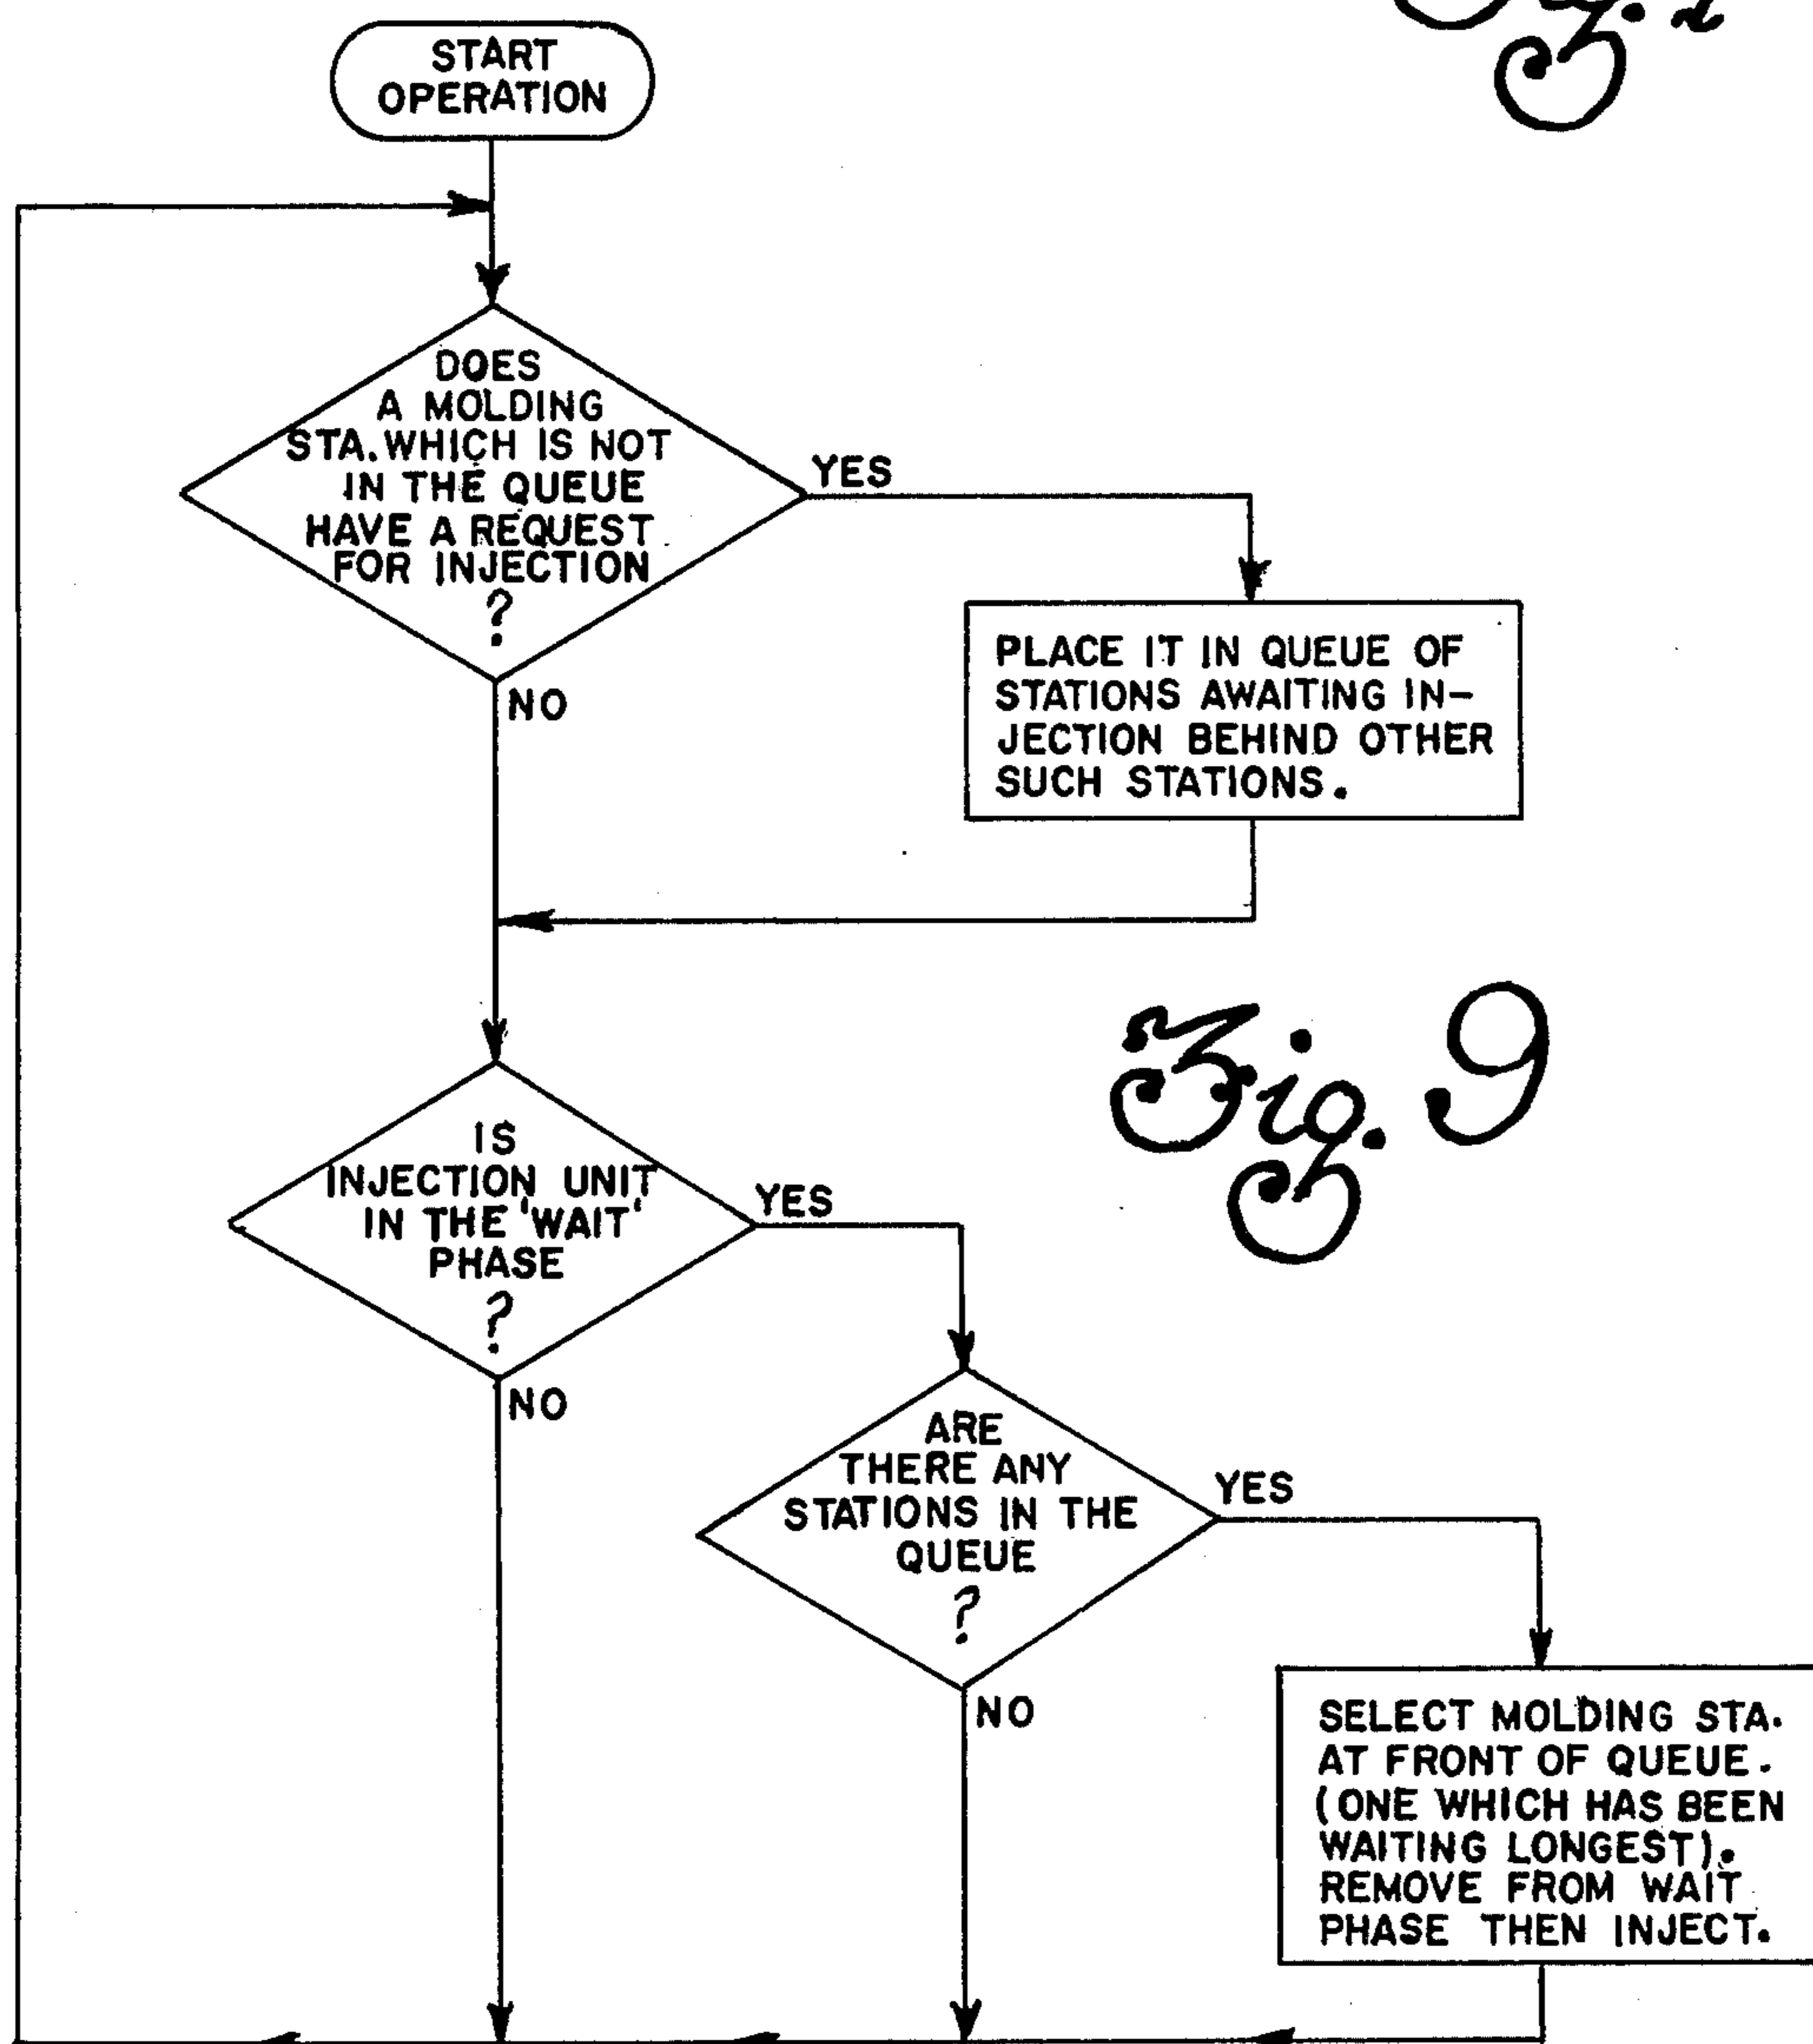 START
OPERATION
DOES
A MOLDING
STA. WHICH IS NOT
IN THE QUEUE
HAVE A REQUEST
FOR INJECTION
?
YES
NO
PLACE IT IN QUEUE OF
STATIONS AWAITING IN-
JECTION BEHIND OTHER
SUCH STATIONS.
Fig. 9
IS
INJECTION UNIT
IN THE 'WAIT'
PHASE
?
YES
NO
ARE
THERE ANY
STATIONS IN THE
QUEUE
?
YES
NO
SELECT MOLDING STA.
AT FRONT OF QUEUE.
(ONE WHICH HAS BEEN
WAITING LONGEST).
REMOVE FROM WAIT
PHASE THEN INJECT.